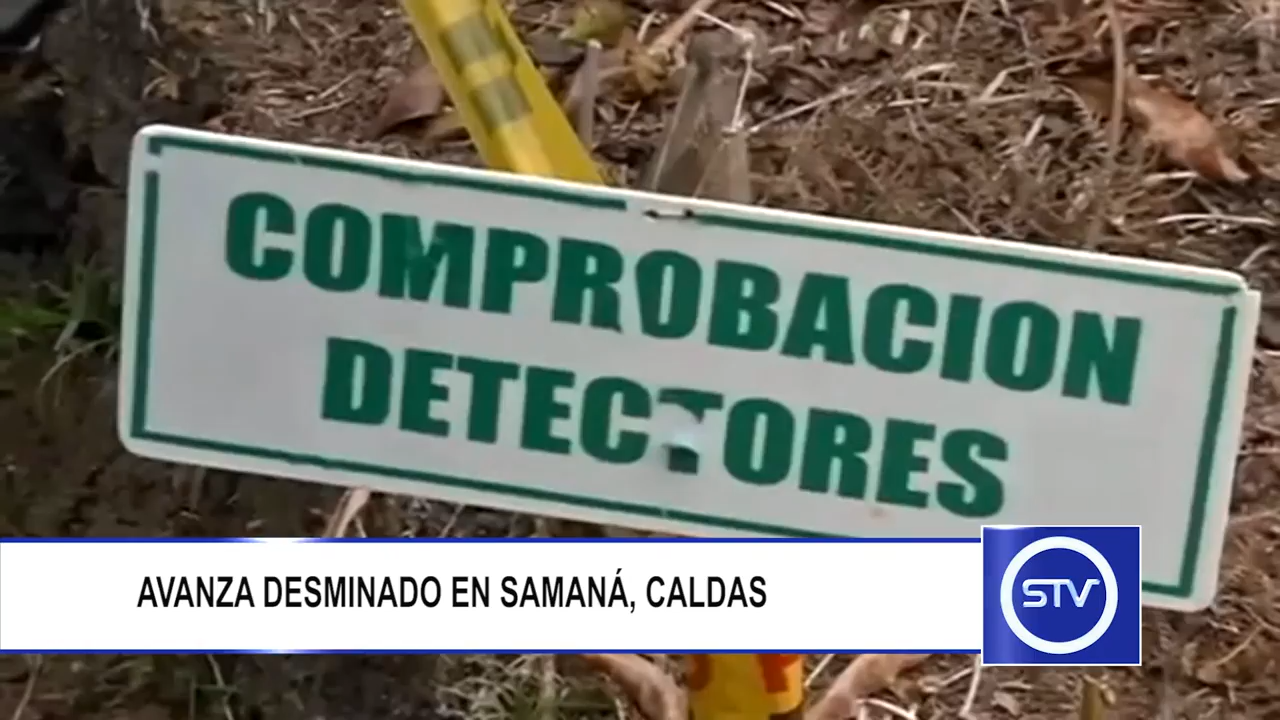 COMPROBACION
DETECTORES
AVANZA DESMINADO EN SAMANÁ, CALDAS
STV